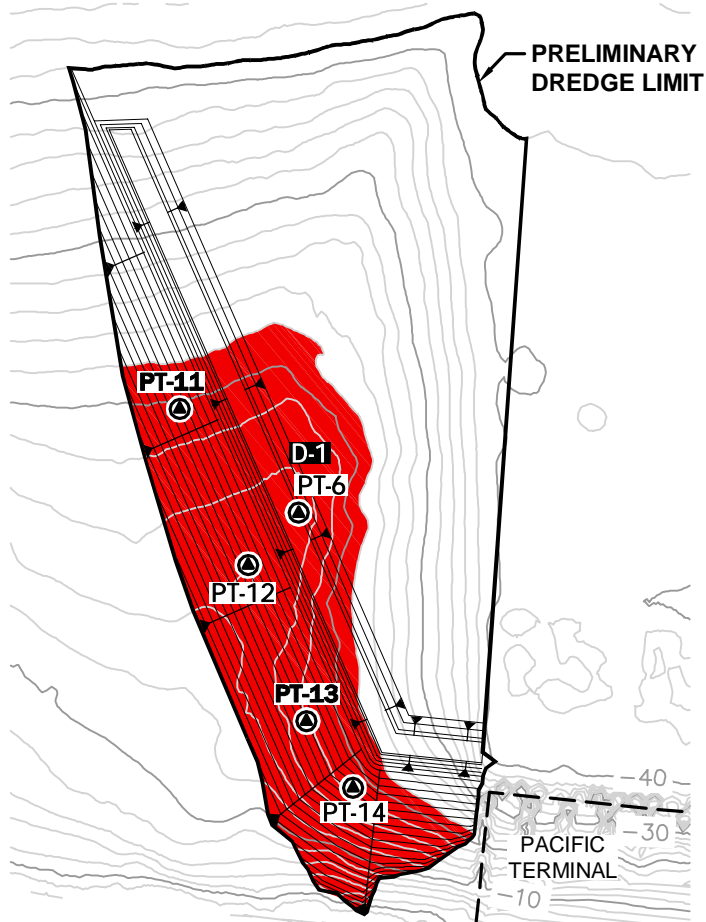 PRELIMINARY
DREDGE LIMIT
PT-11
D-1
PT-6
PT-12
PT-13
PT-14
-40
-30
PACIFIC
TERMINAL
-10